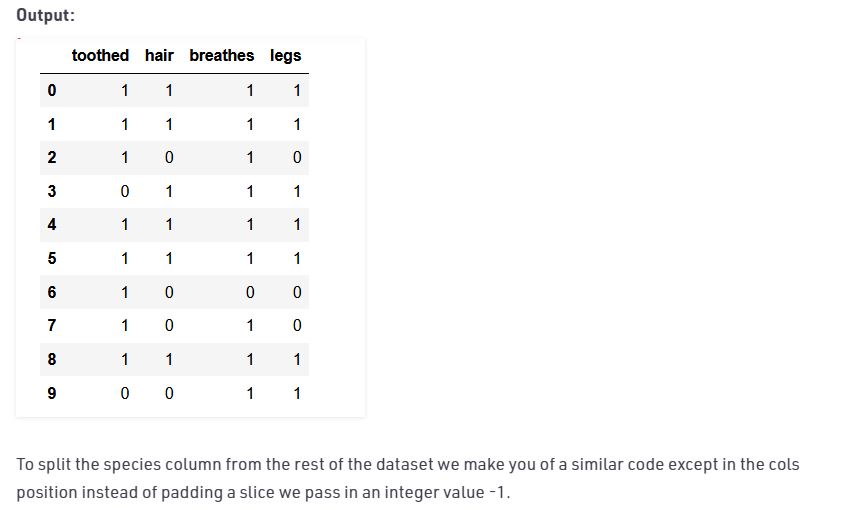 Output:
toothed hair breathes legs
0 1 1 1 1
1 1 1 1 1
2 1 0 1 0
3 0 1 1 1
4 1 1 1 1
5 1 1 1 1
6 1 0 0 0
7 1 0 1 0
8 1 1 1 1
9 0 0 1 1
To split the species column from the rest of the dataset we make you of a similar code except in the cols
position instead of padding a slice we pass in an integer value -1.